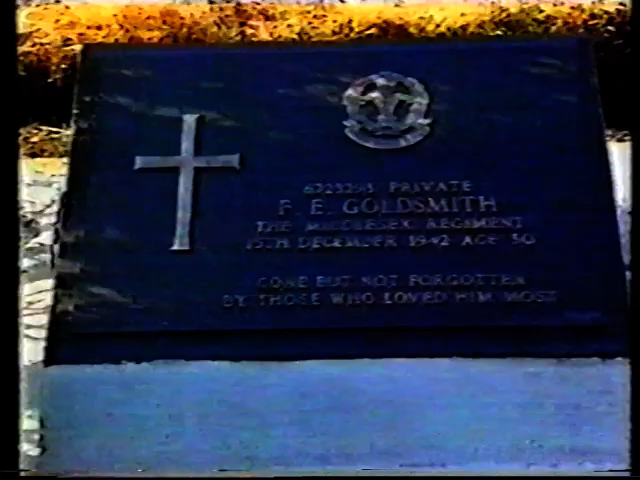 PRIVATE
F. E. GOLDSMITH
THE MIDDLESEX REGIMENT
15TH DECEMBER 1942 AGE 30
GONE BUT NOT FORGOTTEN
BY THOSE WHO LOVED HIM MOST